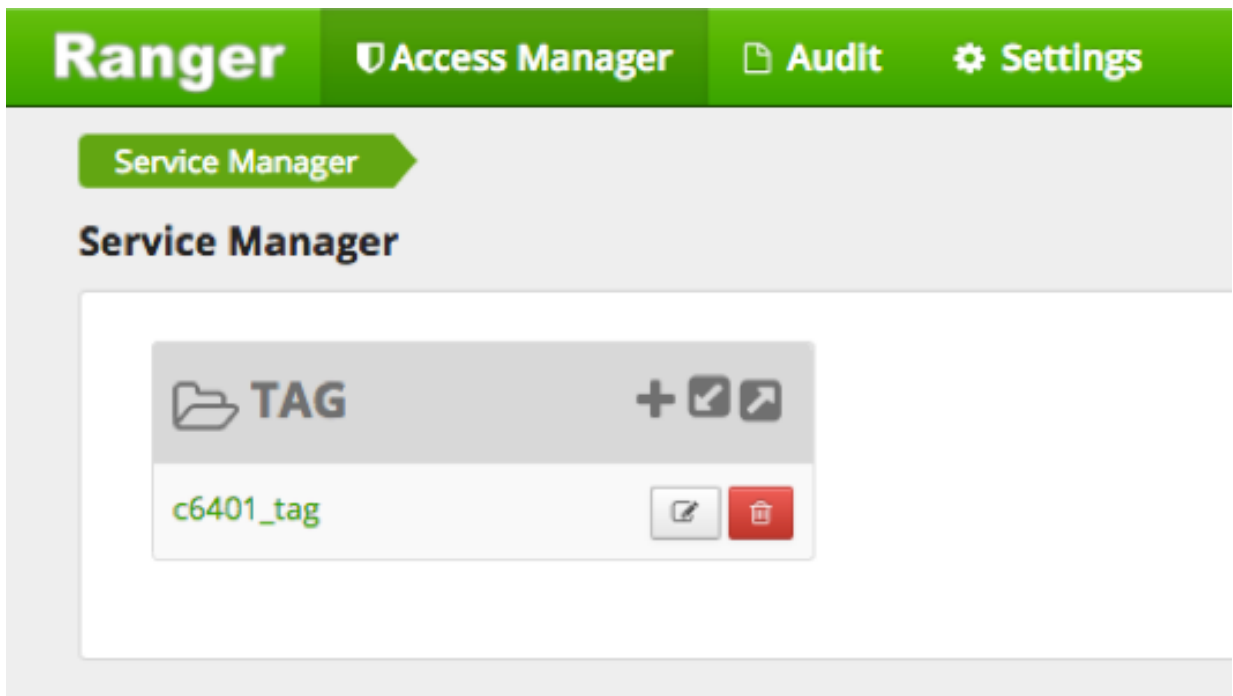 Ranger Access Manager Audit Settings
Service Manager
Service Manager
TAG
c6401_tag